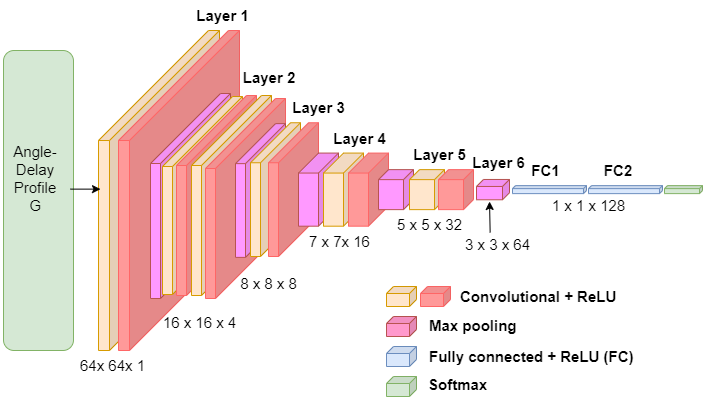 Layer 1
Layer 2
Layer 3
Layer 4
Layer 5
Layer 6
FC1
FC2
Angle-
Delay
Profile
G
1 x 1 x 128
5 x 5 x 32
7 x 7x 16
3 x 3 x 64
8 x 8 x 8
16 x 16 x 4
64x 64x 1
Convolutional + ReLU
Max pooling
Fully connected + ReLU (FC)
Softmax